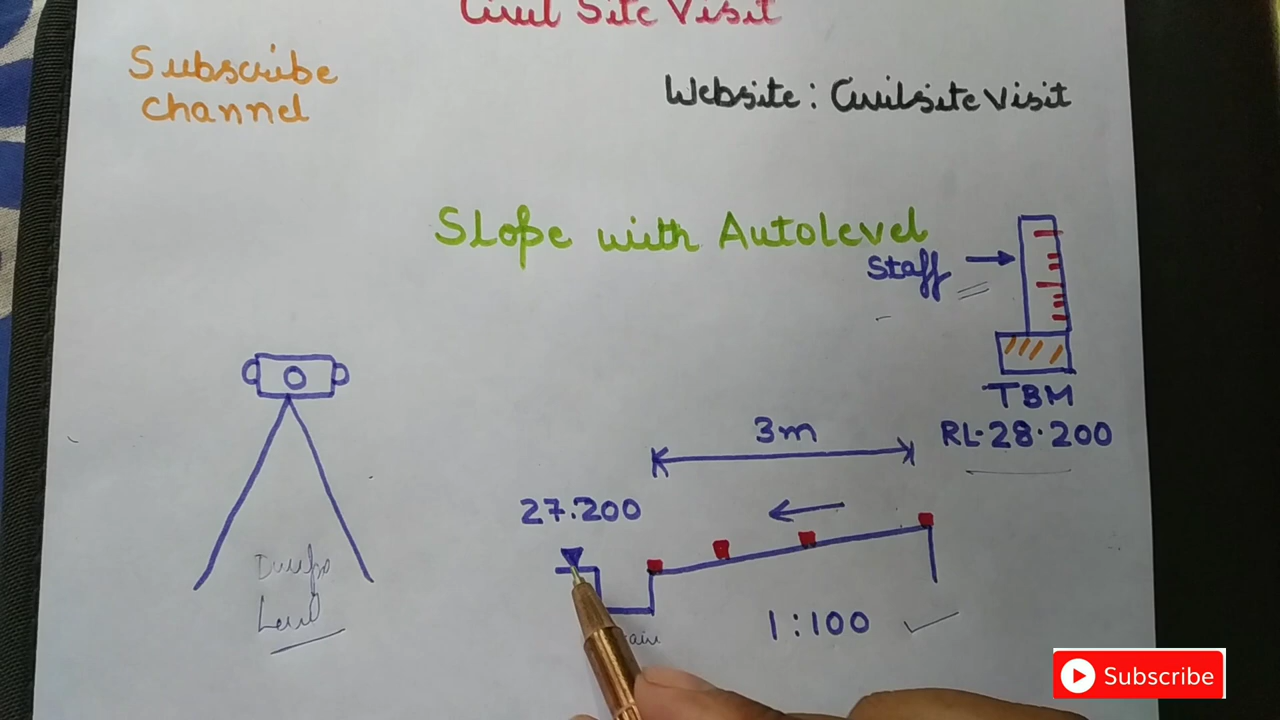 Civil Site Visit
Subscribe
channel
Website: Civilsite Visit
Slope with Autolevel
Staff
TBM
RL-28.200
3m
27.200
Level
1:100
Subscribe